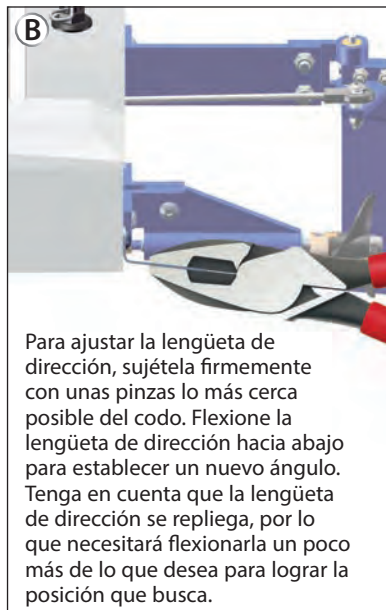 B
Para ajustar la lengüeta de
dirección, sujétela firmemente
con unas pinzas lo más cerca
posible del codo. Flexione la
lengüeta de dirección hacia abajo
para establecer un nuevo ángulo.
Tenga en cuenta que la lengüeta
de dirección se repliega, por lo
que necesitará flexionarla un poco
más de lo que desea para lograr la
posición que busca.